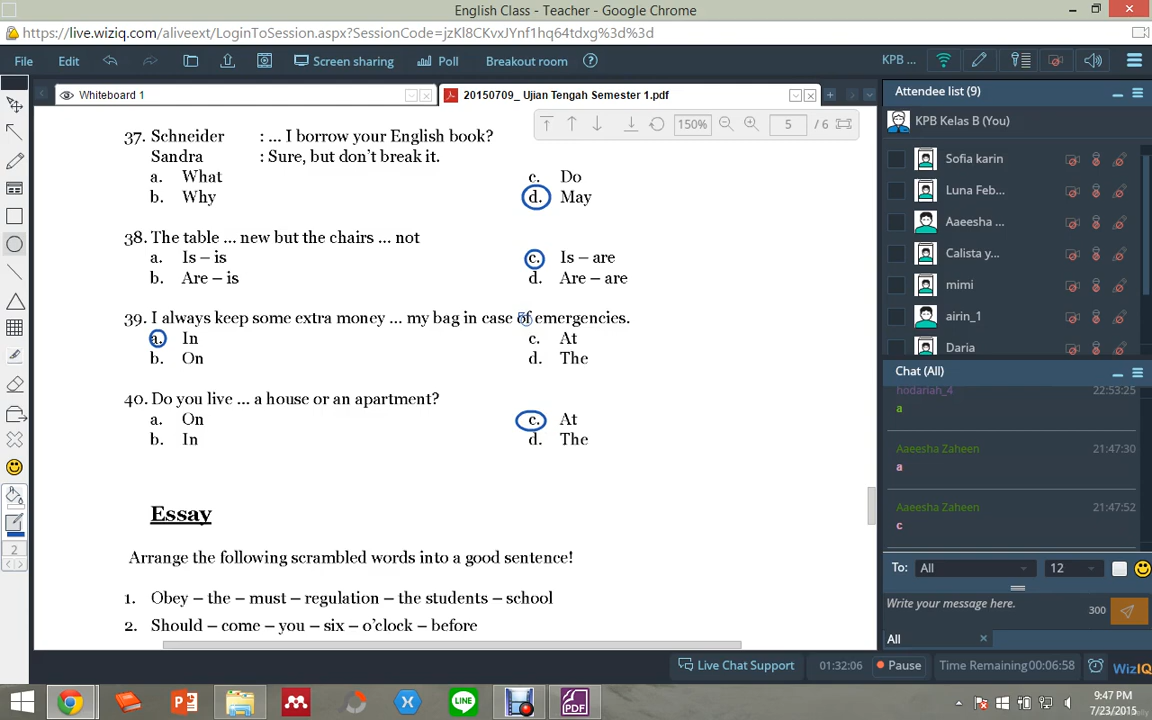 English Class - Teacher - Google Chrome
https://live.wiziq.com/aliveext/LoginToSession.aspx?SessionCode=jzKl8CKvxJYnf1hq64tdxg%3d%3d
File Edit Screen sharing Poll Breakout room KPB ...
Whiteboard 1 20150709_ Ujian Tengah Semester 1.pdf
150% 5 / 6
37. Schneider : ... I borrow your English book?
Sandra : Sure, but don't break it.
a. What c. Do
b. Why d. May
38. The table ... new but the chairs ... not
a. Is – is c. Is – are
b. Are – is d. Are – are
39. I always keep some extra money ... my bag in case of emergencies.
a. In c. At
b. On d. The
40. Do you live ... a house or an apartment?
a. On c. At
b. In d. The
Essay
Arrange the following scrambled words into a good sentence!
1. Obey – the – must – regulation – the students – school
2. Should – come – you – six – o'clock – before
2
Attendee list (9)
KPB Kelas B (You)
Sofia karin
Luna Feb...
Aaeesha ...
Calista y...
mimi
airin_1
Daria
Chat (All)
hodariah_4 22:53:25
a
Aaeesha Zaheen 21:47:30
a
Aaeesha Zaheen 21:47:52
c
To: All 12
Write your message here. 300
All
Live Chat Support 01:32:06 Pause Time Remaining 00:06:58 WizIQ
9:47 PM
7/23/2015